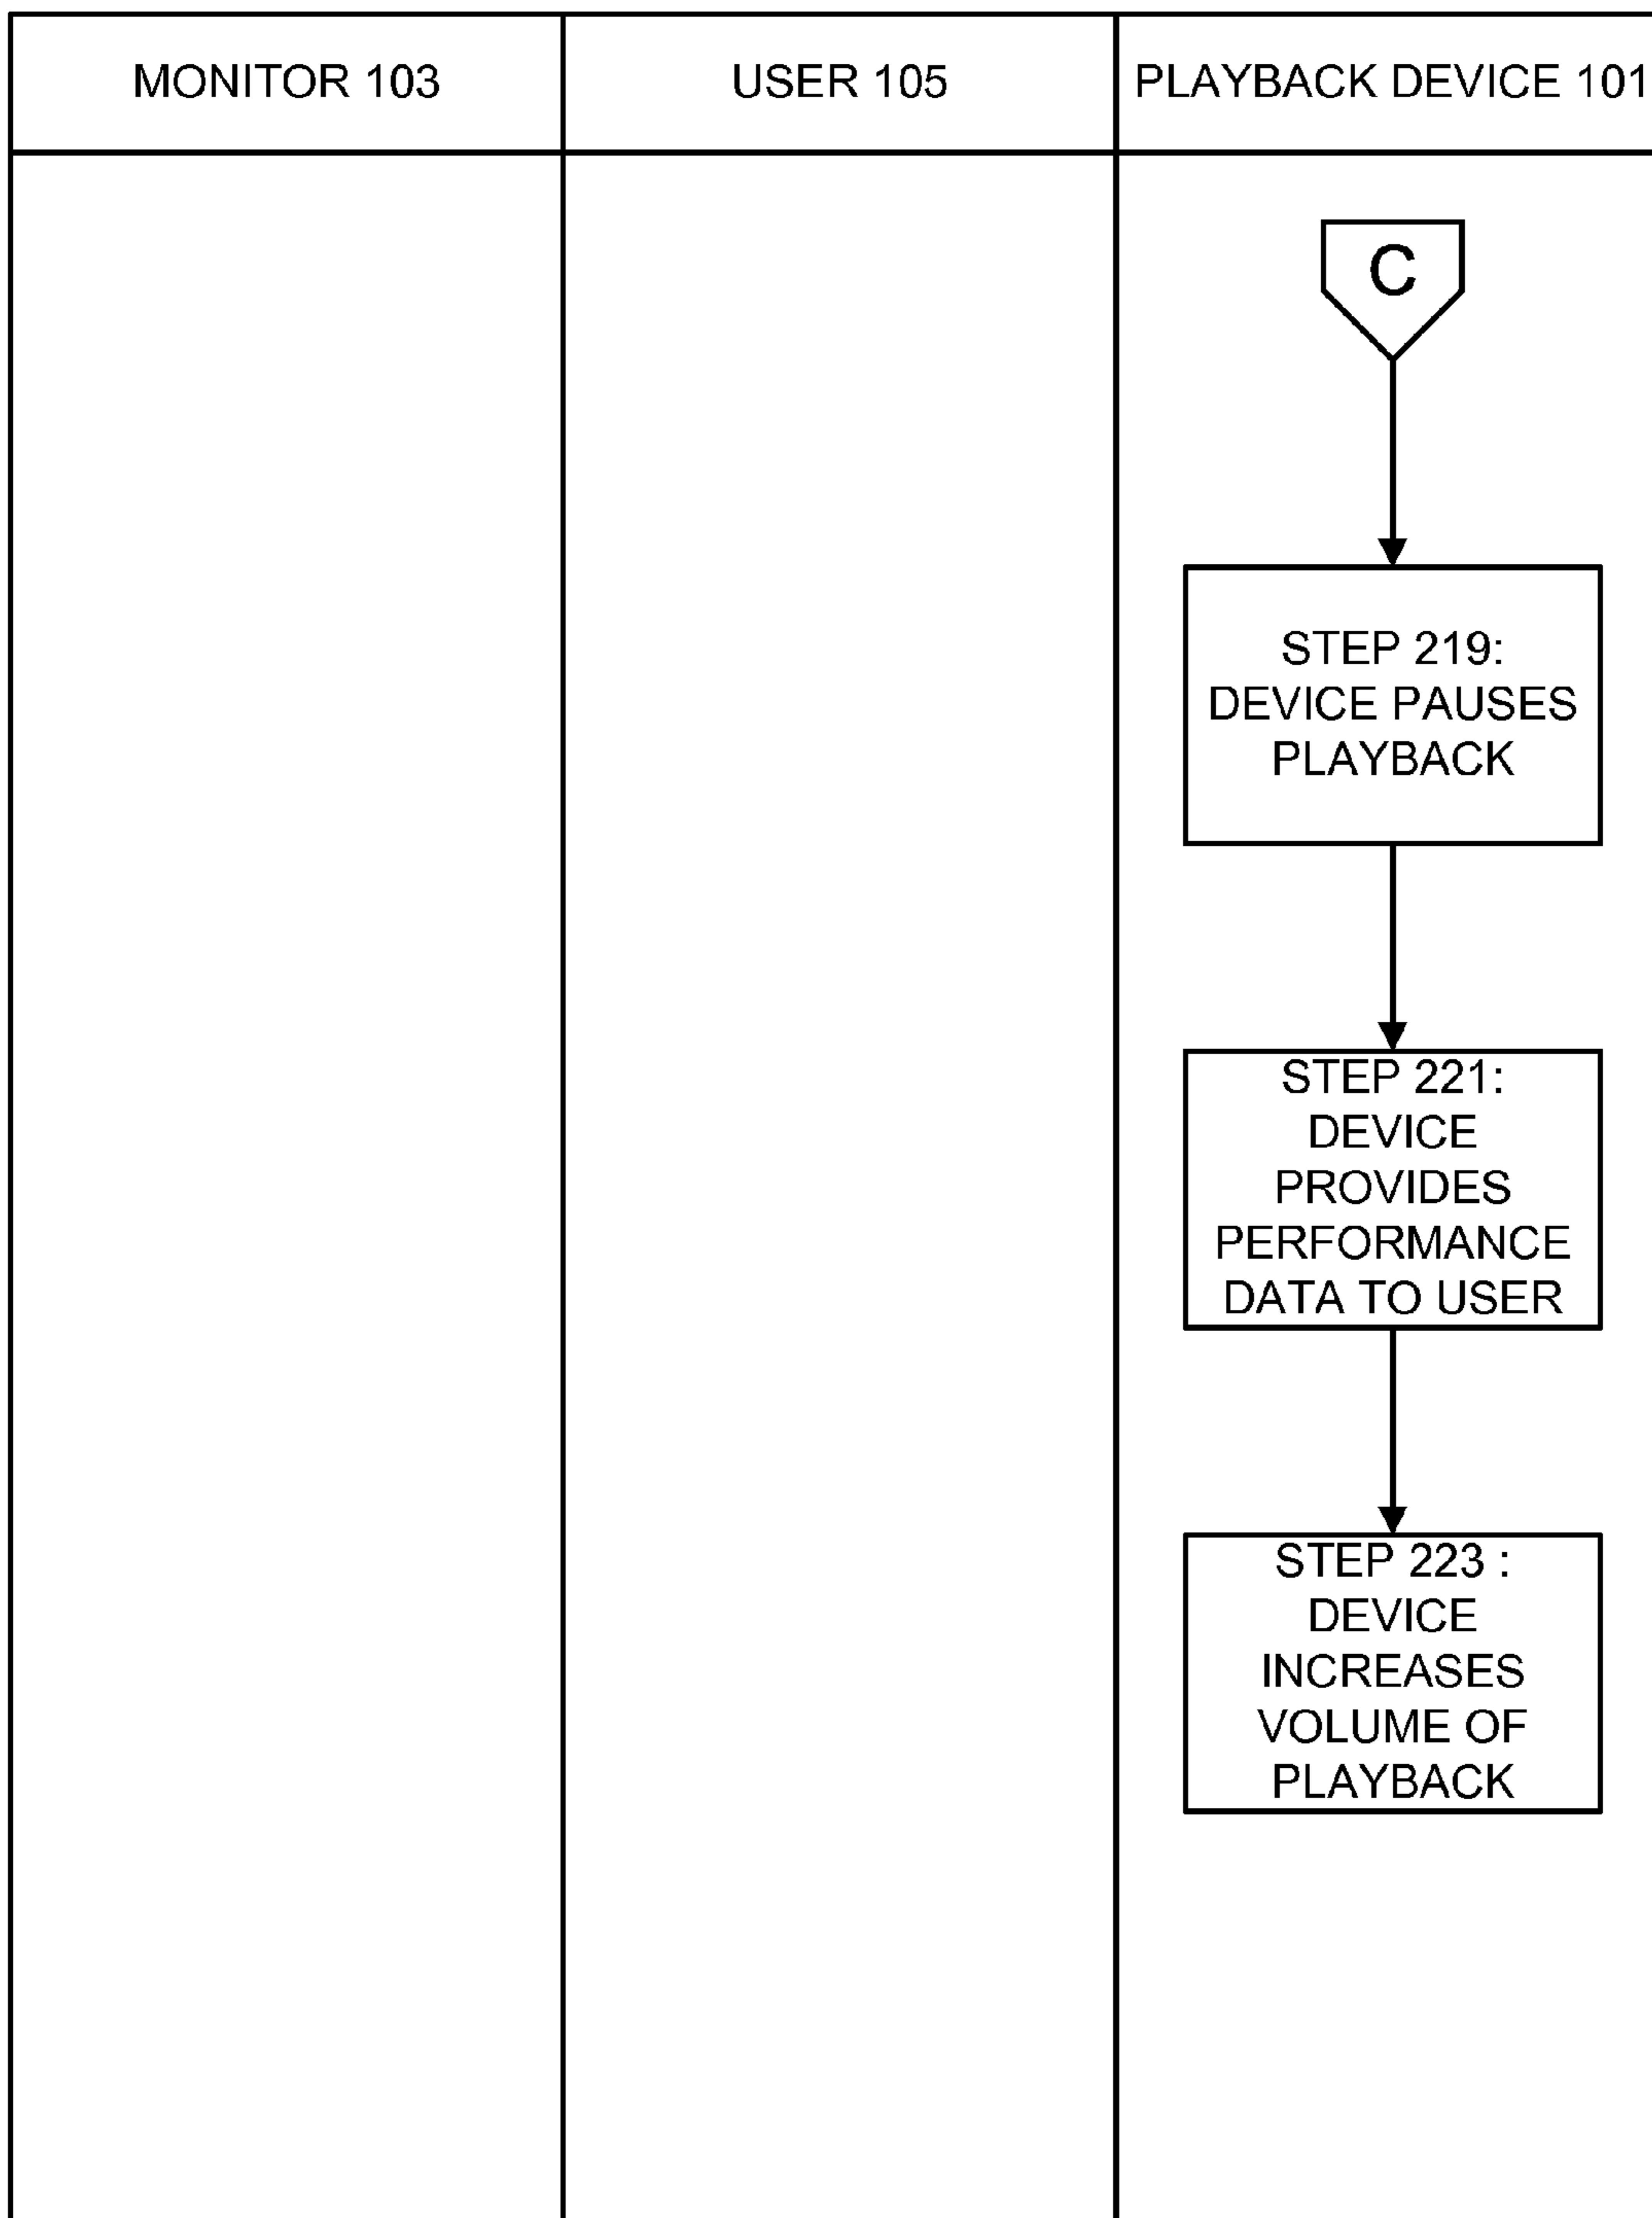 MONITOR 103
USER 105
PLAYBACK DEVICE 101
C
STEP 219:
DEVICE PAUSES
PLAYBACK
STEP 221:
DEVICE
PROVIDES
PERFORMANCE
DATA TO USER
STEP 223 :
DEVICE
INCREASES
VOLUME OF
PLAYBACK